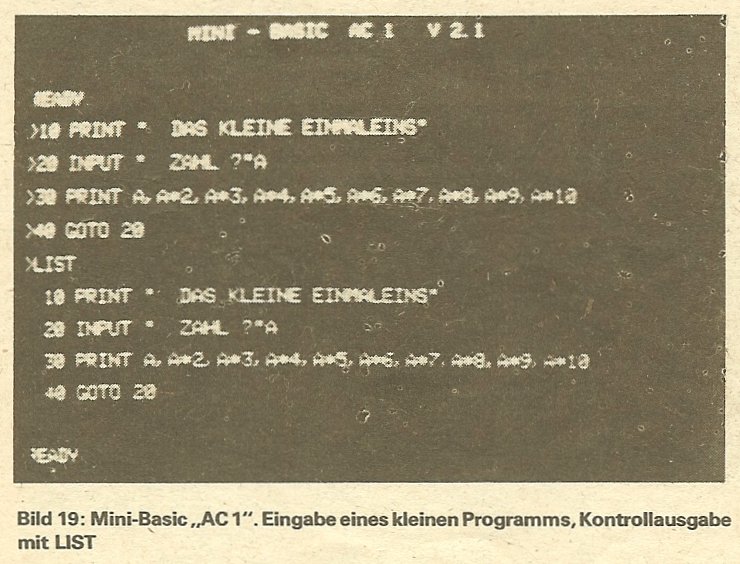 MINI - BASIC AC 1 V 2.1
READY
>10 PRINT " DAS KLEINE EINMALEINS"
>20 INPUT " ZAHL ?"A
>30 PRINT A, A*2, A*3, A*4, A*5, A*6, A*7, A*8, A*9, A*10
>40 GOTO 20
>LIST
10 PRINT " DAS KLEINE EINMALEINS"
20 INPUT " ZAHL ?"A
30 PRINT A, A*2, A*3, A*4, A*5, A*6, A*7, A*8, A*9, A*10
40 GOTO 20
READY
Bild 19: Mini-Basic „AC 1“. Eingabe eines kleinen Programms, Kontrollausgabe
mit LIST